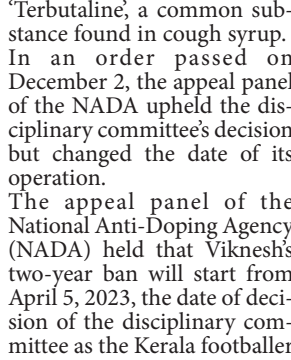 'Terbutaline', a common sub-
stance found in cough syrup.
In an order passed on
December 2, the appeal panel
of the NADA upheld the dis-
ciplinary committee's decision
but changed the date of its
operation.
The appeal panel of the
National Anti-Doping Agency
(NADA) held that Viknesh's
two-year ban will start from
April 5, 2023, the date of deci-
sion of the disciplinary com-
mittee as the Kerala footballer